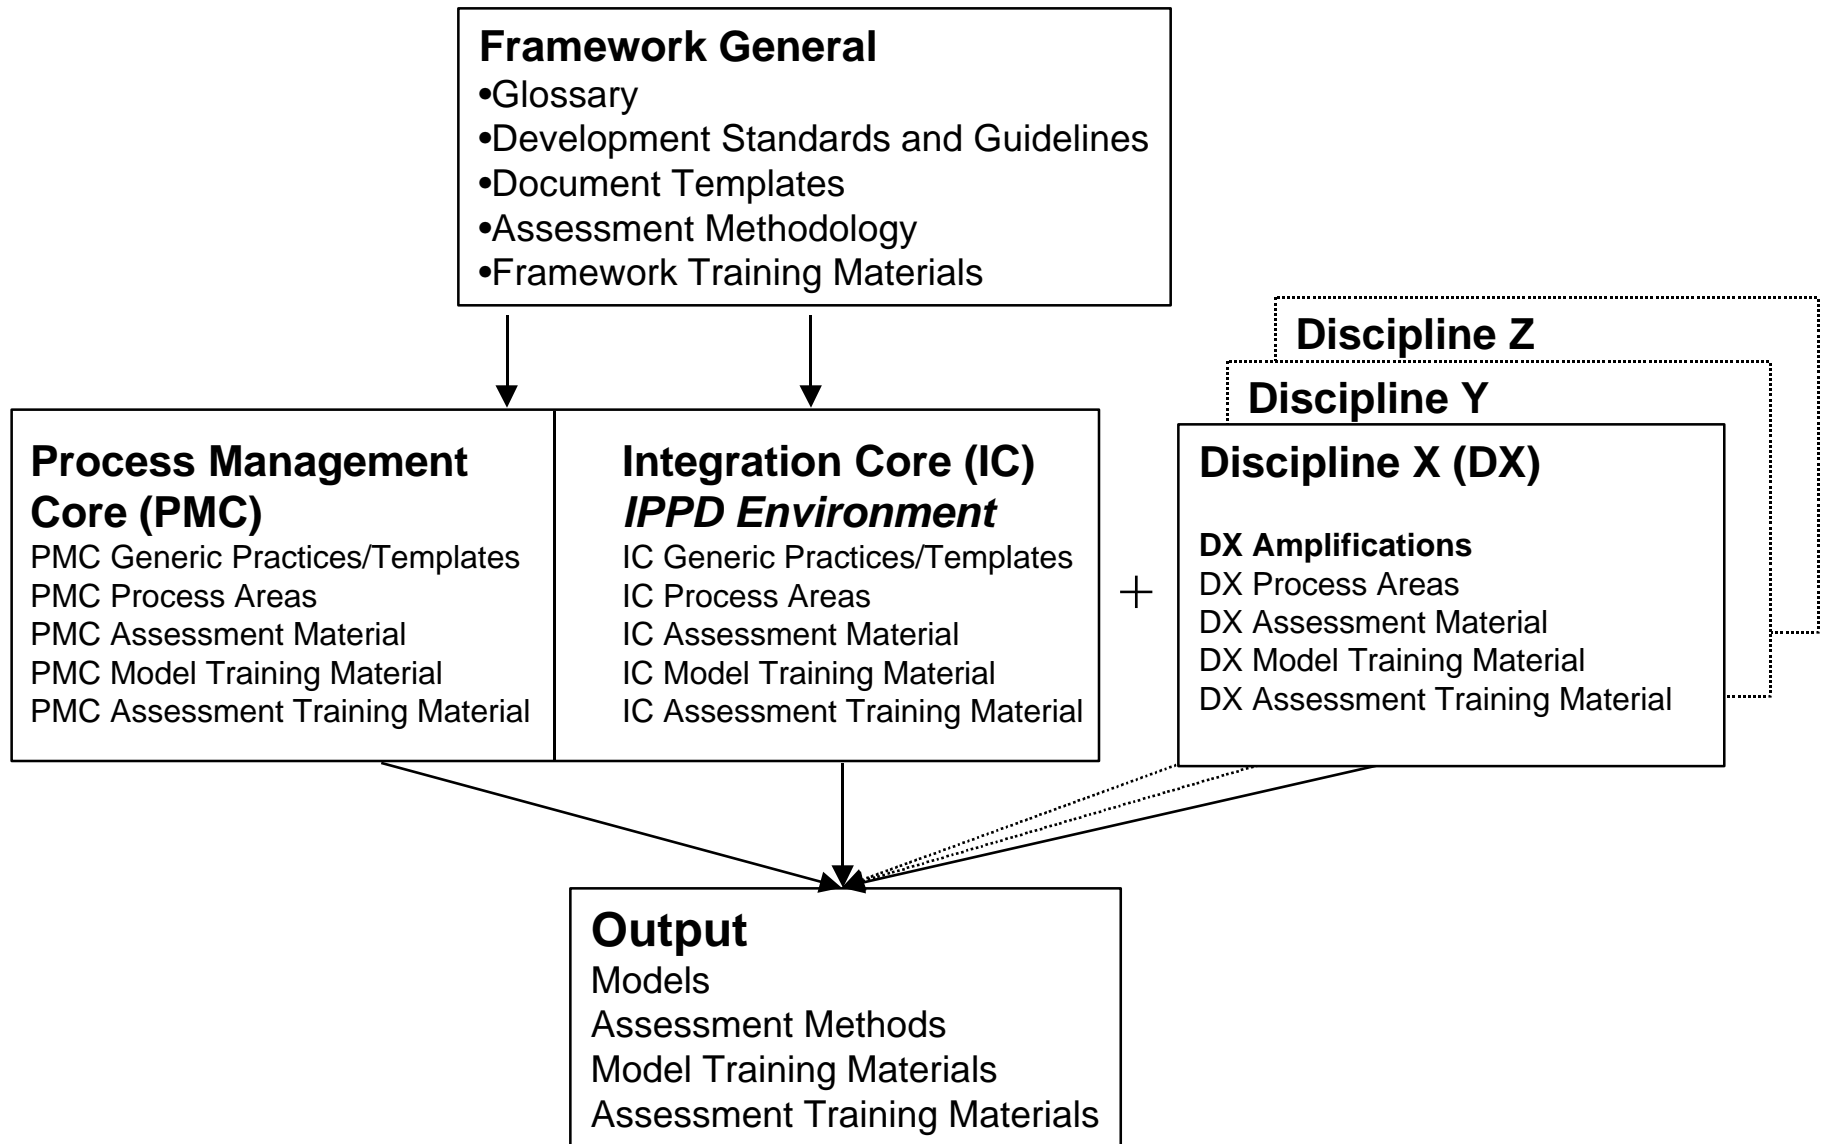 Framework General
•Glossary
•Development Standards and Guidelines
•Document Templates
•Assessment Methodology
•Framework Training Materials
Process Management
Core (PMC)
PMC Generic Practices/Templates
PMC Process Areas
PMC Assessment Material
PMC Model Training Material
PMC Assessment Training Material
Integration Core (IC)
IPPD Environment
IC Generic Practices/Templates
IC Process Areas
IC Assessment Material
IC Model Training Material
IC Assessment Training Material
+
Discipline Z
Discipline Y
Discipline X (DX)
DX Amplifications
DX Process Areas
DX Assessment Material
DX Model Training Material
DX Assessment Training Material
Output
Models
Assessment Methods
Model Training Materials
Assessment Training Materials